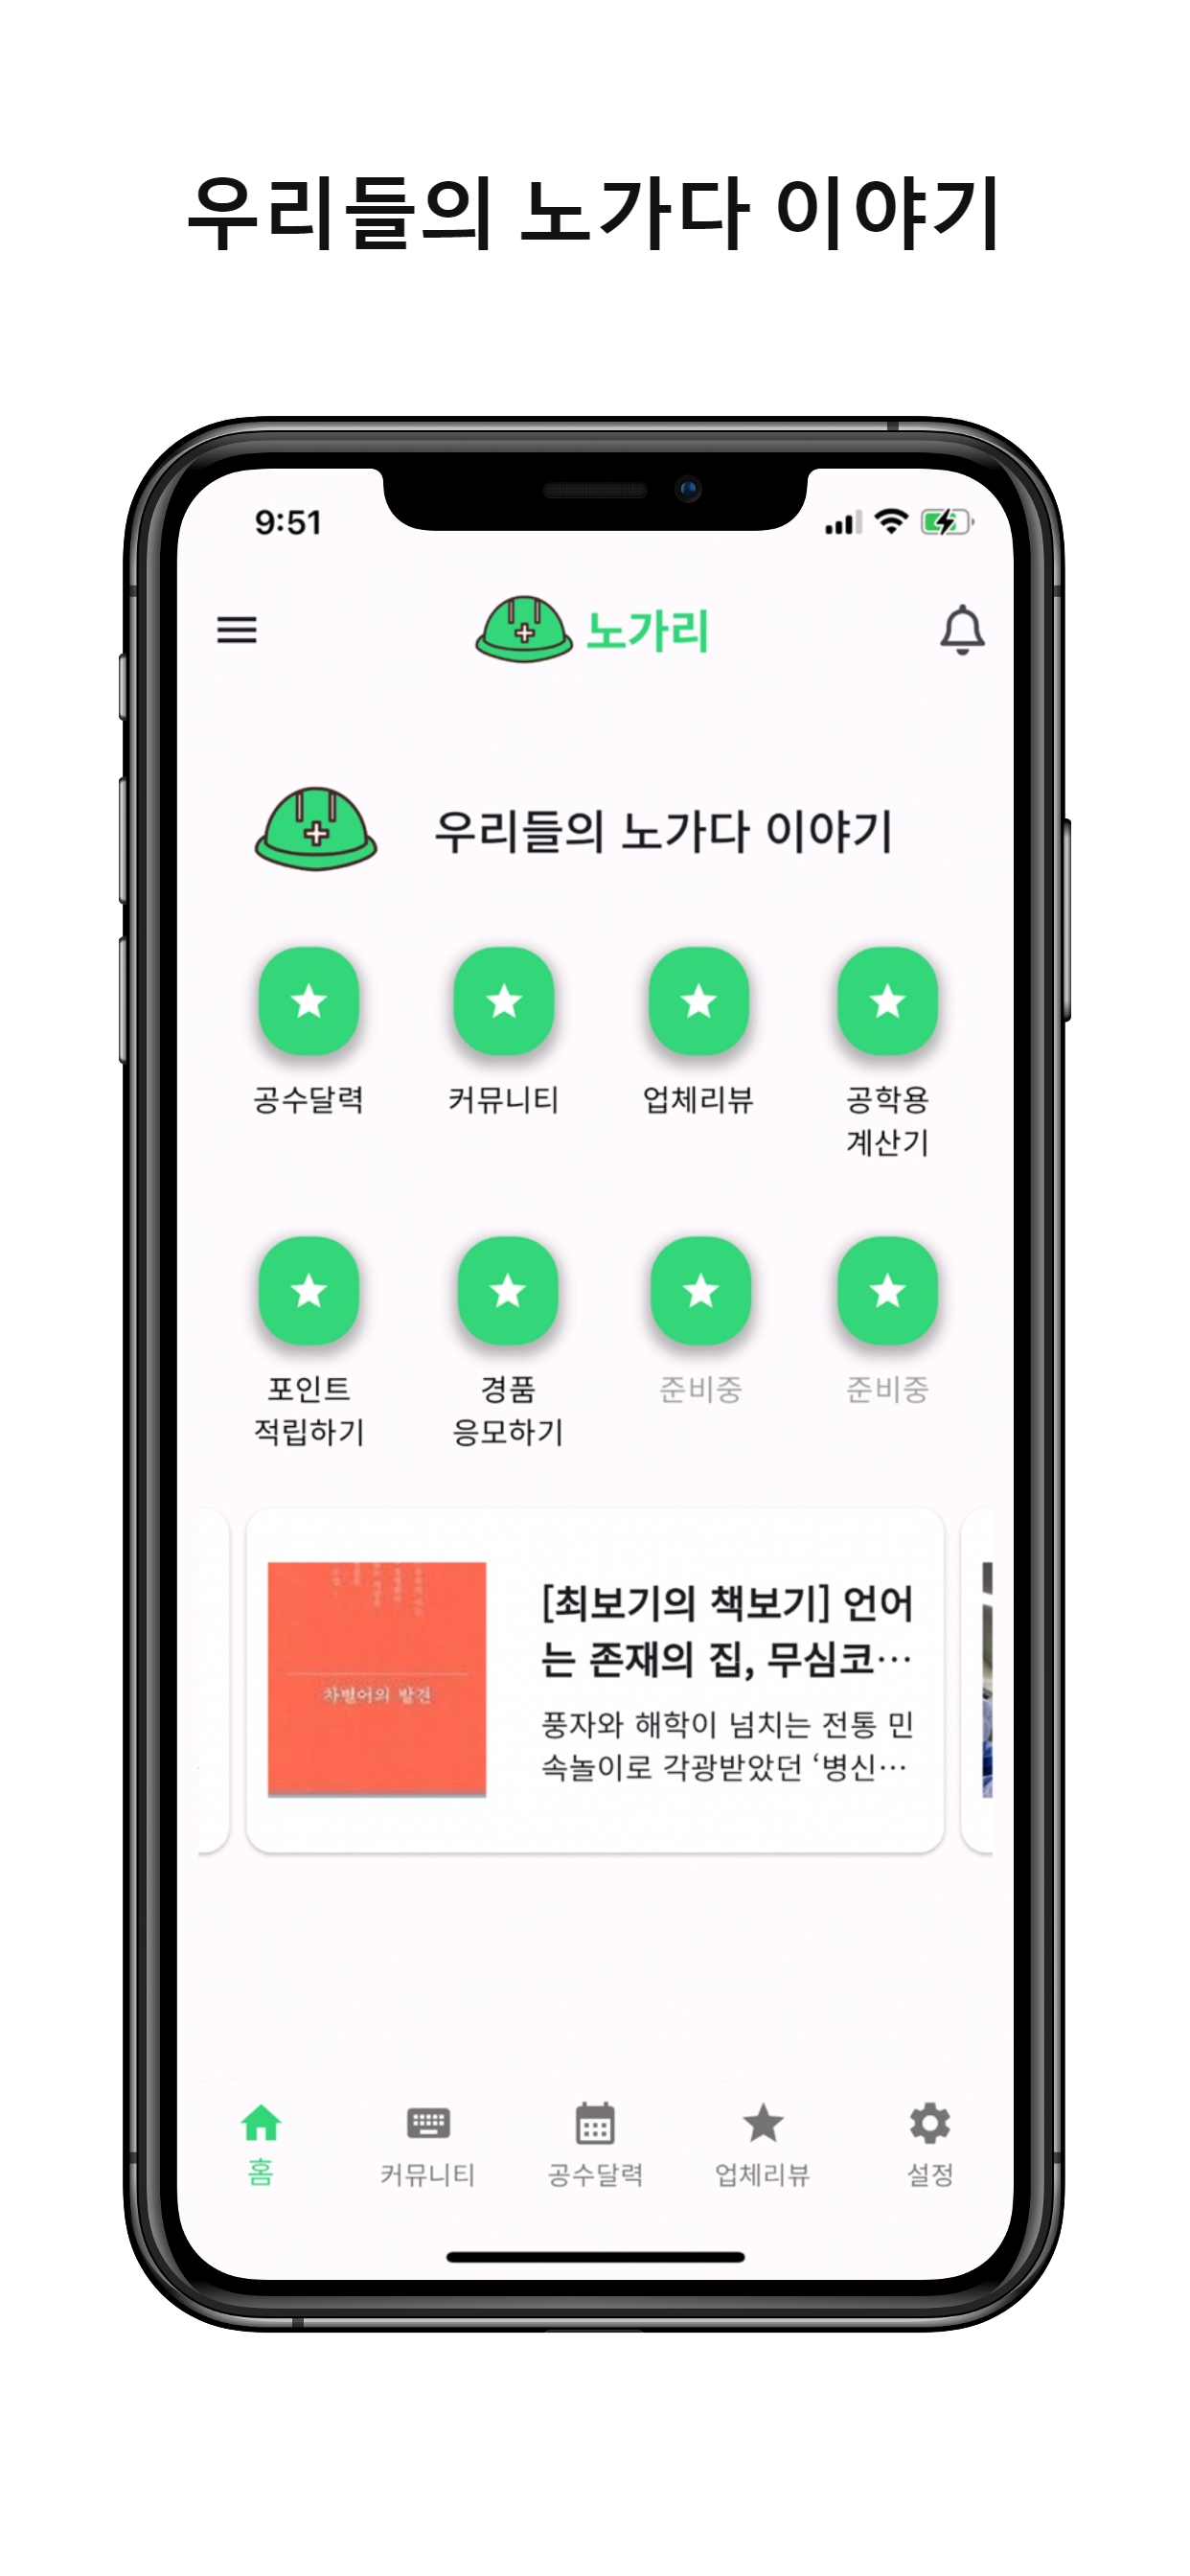 우리들의 노가다 이야기
9:51
노가리
우리들의 노가다 이야기
공수달력 커뮤니티 업체리뷰 공학용
계산기
포인트
적립하기
경품
응모하기
준비중 준비중
차별어의 발견
[최보기의 책보기] 언어
는 존재의 집, 무심코…
풍자와 해학이 넘치는 전통 민
속놀이로 각광받았던 ‘병신…
홈 커뮤니티 공수달력 업체리뷰 설정